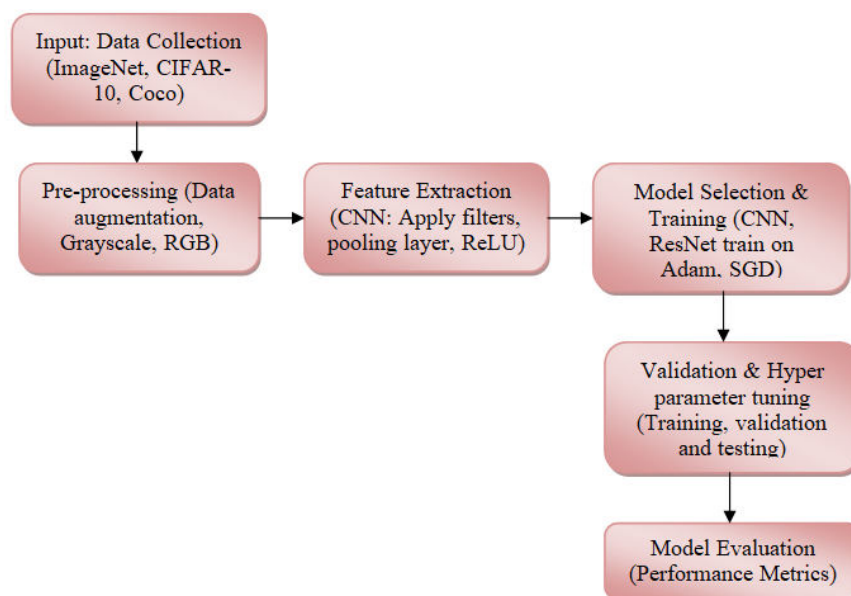 Input: Data Collection
(ImageNet, CIFAR-
10, Coco)
Pre-processing (Data
augmentation,
Grayscale, RGB)
Feature Extraction
(CNN: Apply filters,
pooling layer, ReLU)
Model Selection &
Training (CNN,
ResNet train on
Adam, SGD)
Validation & Hyper
parameter tuning
(Training, validation
and testing)
Model Evaluation
(Performance Metrics)